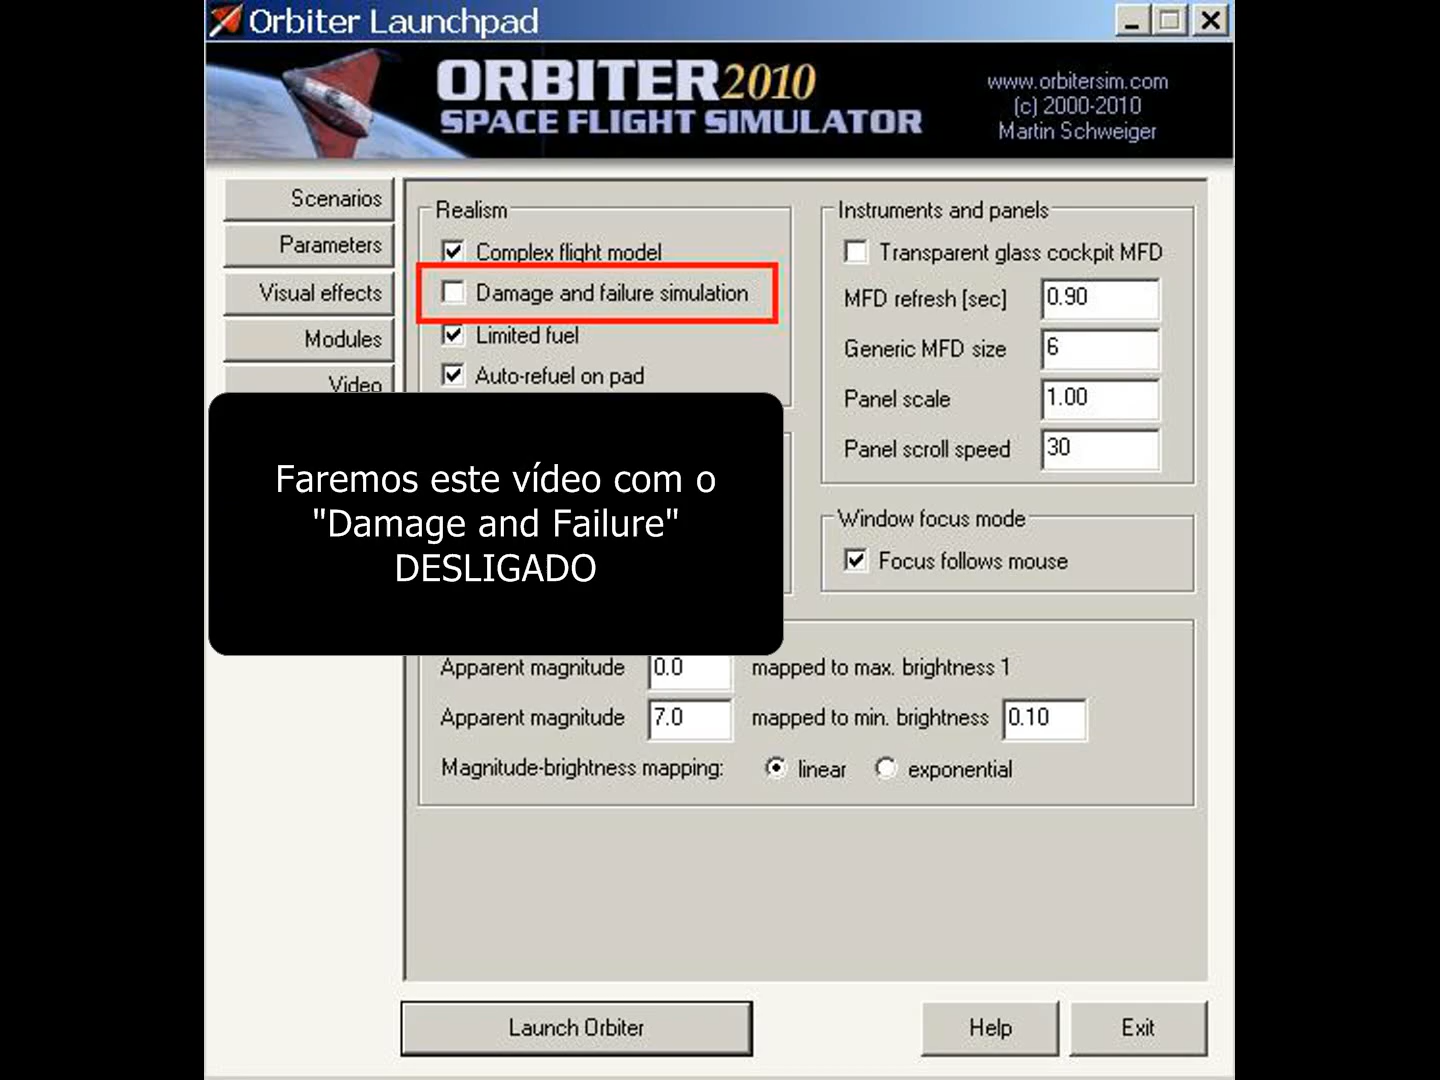 Orbiter Launchpad
ORBITER 2010
SPACE FLIGHT SIMULATOR
www.orbitersim.com
(c) 2000-2010
Martin Schweiger
Scenarios
Parameters
Visual effects
Modules
Video
Realism
Complex flight model
Damage and failure simulation
Limited fuel
Auto-refuel on pad
Faremos este vídeo com o
"Damage and Failure"
DESLIGADO
Instruments and panels
Transparent glass cockpit MFD
MFD refresh [sec] 0.90
Generic MFD size 6
Panel scale 1.00
Panel scroll speed 30
Window focus mode
Focus follows mouse
Apparent magnitude 0.0 mapped to max. brightness 1
Apparent magnitude 7.0 mapped to min. brightness 0.10
Magnitude-brightness mapping: linear exponential
Launch Orbiter
Help
Exit